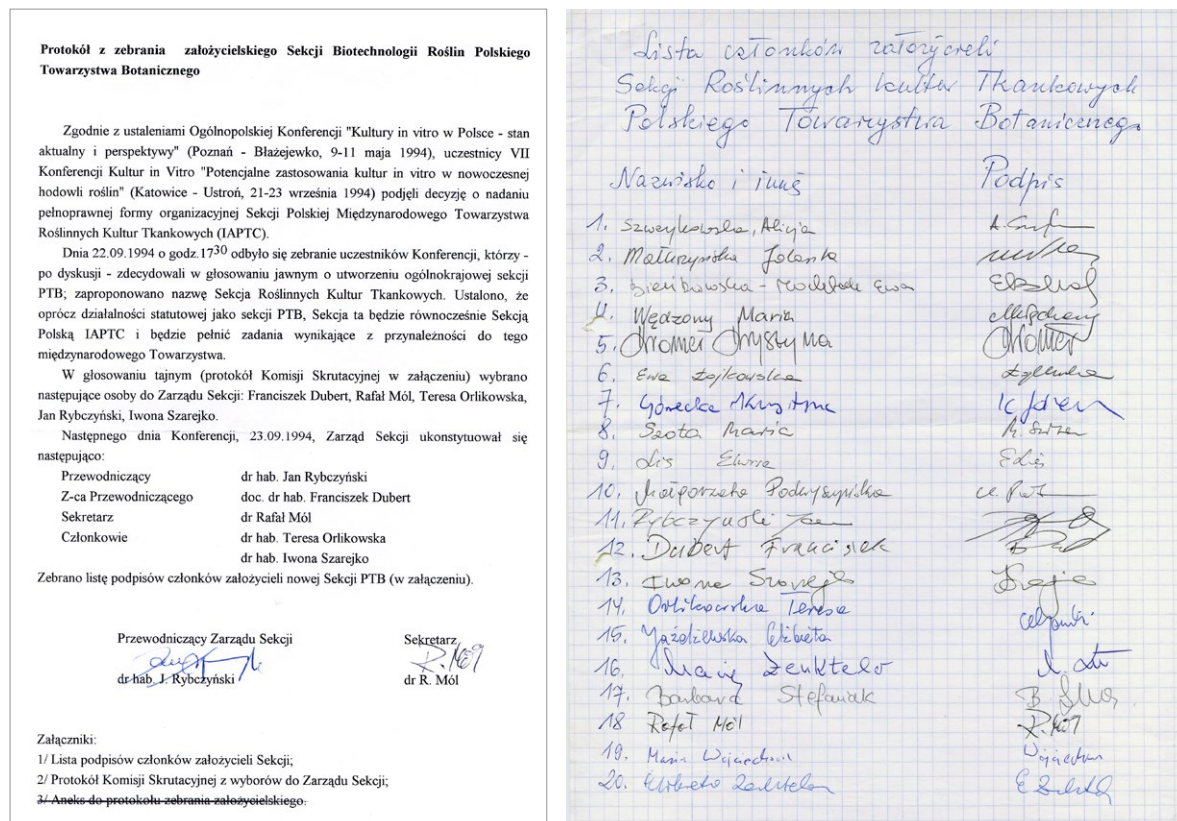 Protokół z zebrania założycielskiego Sekcji Biotechnologii Roślin Polskiego
Towarzystwa Botanicznego
Zgodnie z ustaleniami Ogólnopolskiej Konferencji "Kultury in vitro w Polsce - stan
aktualny i perspektywy" (Poznań - Błażejewko, 9-11 maja 1994), uczestnicy VII
Konferencji Kultur in Vitro "Potencjalne zastosowania kultur in vitro w nowoczesnej
hodowli roślin" (Katowice - Ustroń, 21-23 września 1994) podjęli decyzję o nadaniu
pełnoprawnej formy organizacyjnej Sekcji Polskiej Międzynarodowego Towarzystwa
Roślinnych Kultur Tkankowych (IAPTC).
Dnia 22.09.1994 o godz.17³⁰ odbyło się zebranie uczestników Konferencji, którzy -
po dyskusji - zdecydowali w głosowaniu jawnym o utworzeniu ogólnokrajowej sekcji
PTB; zaproponowano nazwę Sekcja Roślinnych Kultur Tkankowych. Ustalono, że
oprócz działalności statutowej jako sekcji PTB, Sekcja ta będzie równocześnie Sekcją
Polską IAPTC i będzie pełnić zadania wynikające z przynależności do tego
międzynarodowego Towarzystwa.
W głosowaniu tajnym (protokół Komisji Skrutacyjnej w załączeniu) wybrano
następujące osoby do Zarządu Sekcji: Franciszek Dubert, Rafał Mól, Teresa Orlikowska,
Jan Rybczyński, Iwona Szarejko.
Następnego dnia Konferencji, 23.09.1994, Zarząd Sekcji ukonstytuował się
następująco:
Przewodniczący dr hab. Jan Rybczyński
Z-ca Przewodniczącego doc. dr hab. Franciszek Dubert
Sekretarz dr Rafał Mól
Członkowie dr hab. Teresa Orlikowska
dr hab. Iwona Szarejko
Zebrano listę podpisów członków założycieli nowej Sekcji PTB (w załączeniu).
Przewodniczący Zarządu Sekcji Sekretarz
R. Mól
dr hab. J. Rybczyński dr R. Mól
Załączniki:
1/ Lista podpisów członków założycieli Sekcji;
2/ Protokół Komisji Skrutacyjnej z wyborów do Zarządu Sekcji;
3/ Aneks do protokołu zebrania założycielskiego.
Lista członków założycieli
Sekcji Roślinnych kultur Tkankowych
Polskiego Towarzystwa Botanicznego
Nazwisko i imię Podpis
1. Szweykowska, Alicja
2. Jolanta
3. Ewa
4. Wędzony Maria
5.
6. Ewa
7. Górecka Krystyna
8. Maria
9. Lis
10. Małgorzata Podwyszyńska
11. Rybczyński Jan
12. Dubert Franciszek
13. Iwona Szarejko
14. Orlikowska Teresa
15. Jażdżewska Elżbieta
16. Maciej Zenkteler
17. Barbara Stefaniak
18 Rafał Mól R. Mól
19. Maria
20. Elżbieta Zenkteler